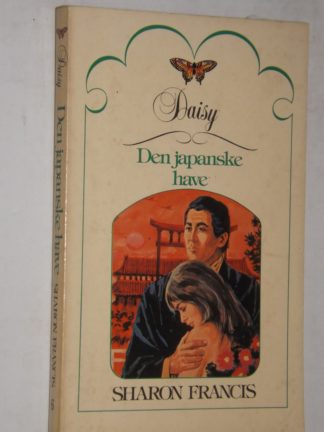 Daisy
Den japanske
have
SHARON FRANCIS
Daisy Den japanske have SHARON FRANCIS